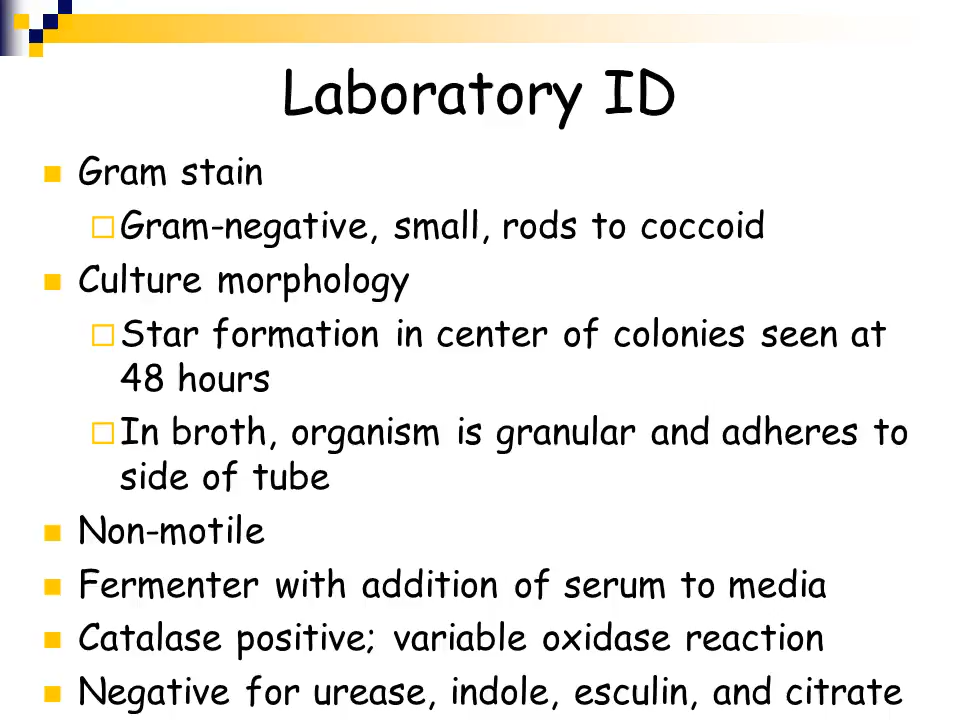 Laboratory ID
Gram stain
Gram-negative, small, rods to coccoid
Culture morphology
Star formation in center of colonies seen at
48 hours
In broth, organism is granular and adheres to
side of tube
Non-motile
Fermenter with addition of serum to media
Catalase positive; variable oxidase reaction
Negative for urease, indole, esculin, and citrate